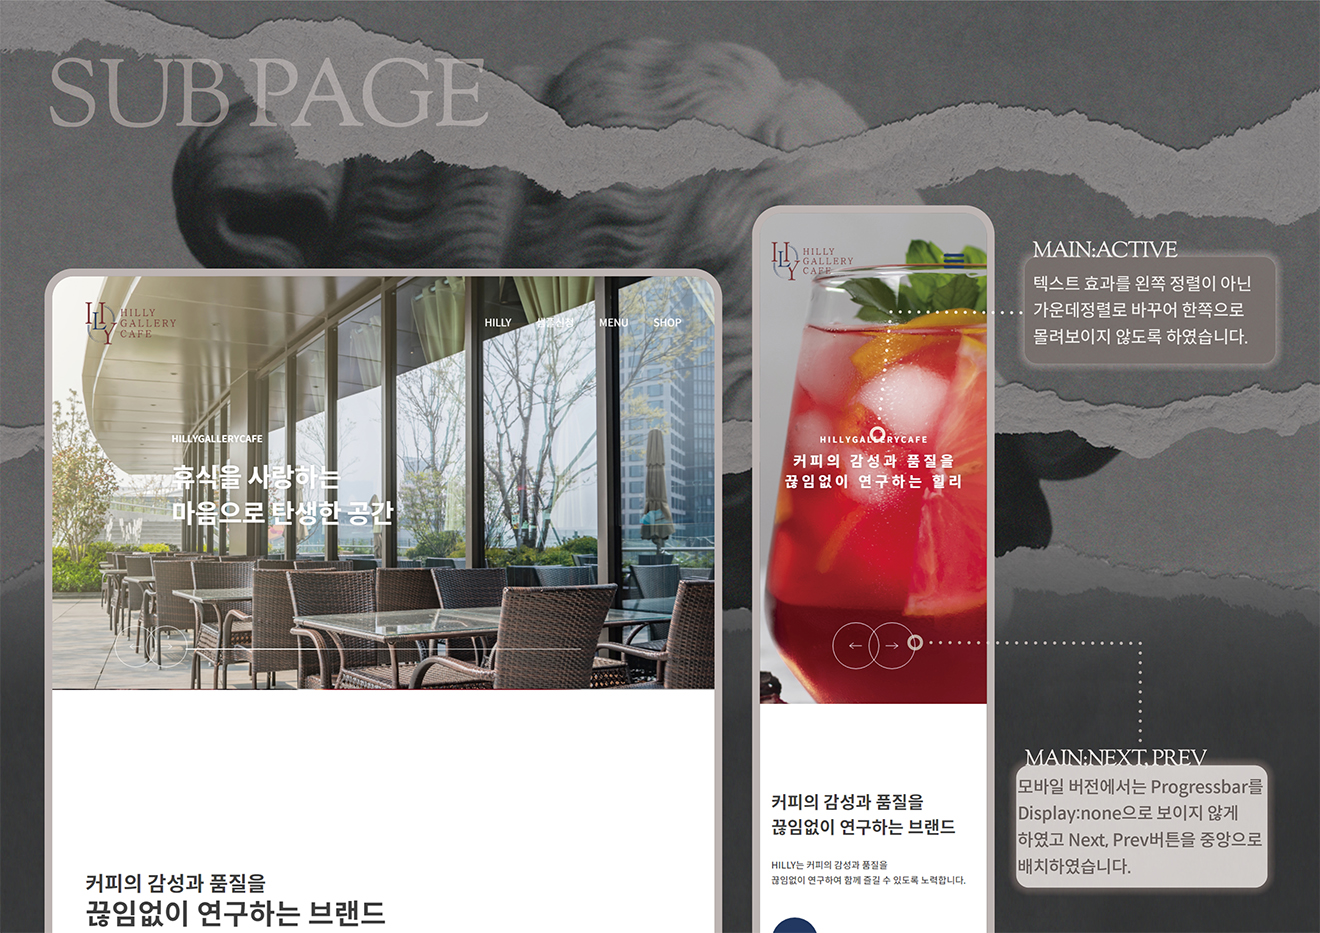 SUB PAGE
HILLY
GALLERY
CAFE
HILLY
MENU
SHOP
HILLYGALLERYCAFE
휴식을 사랑하는
마음으로 탄생한 공간
커피의 감성과 품질을
끊임없이 연구하는 브랜드
HILLY
HILLY
GALLERY
CAFE
HILLYGALLERYCAFE
커피의 감성과 품질을
끊임없이 연구하는 힐리
커피의 감성과 품질을
끊임없이 연구하는 브랜드
HILLY는 커피의 감성과 품질을
끊임없이 연구하여 함께 즐길 수 있도록 노력합니다.
MAIN:ACTIVE
텍스트 효과를 왼쪽 정렬이 아닌
가운데정렬로 바꾸어 한쪽으로
몰려보이지 않도록 하였습니다.
MAIN:NEXT, PREV
모바일 버전에서는 Progressbar를
Display:none으로 보이지 않게
하였고 Next, Prev버튼을 중앙으로
배치하였습니다.